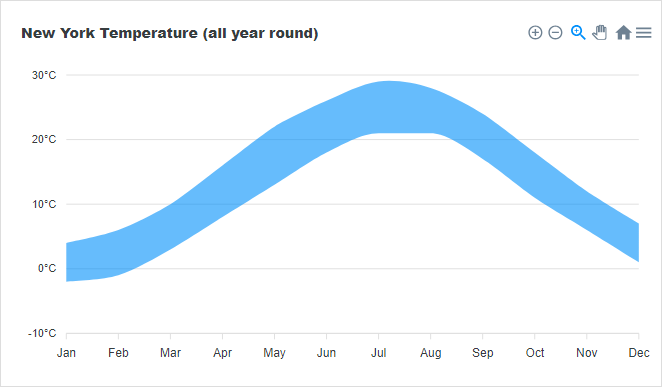 New York Temperature (all year round)
30°C
20°C
10°C
0°C
-10°C
Jan Feb Mar Apr May Jun Jul Aug Sep Oct Nov Dec